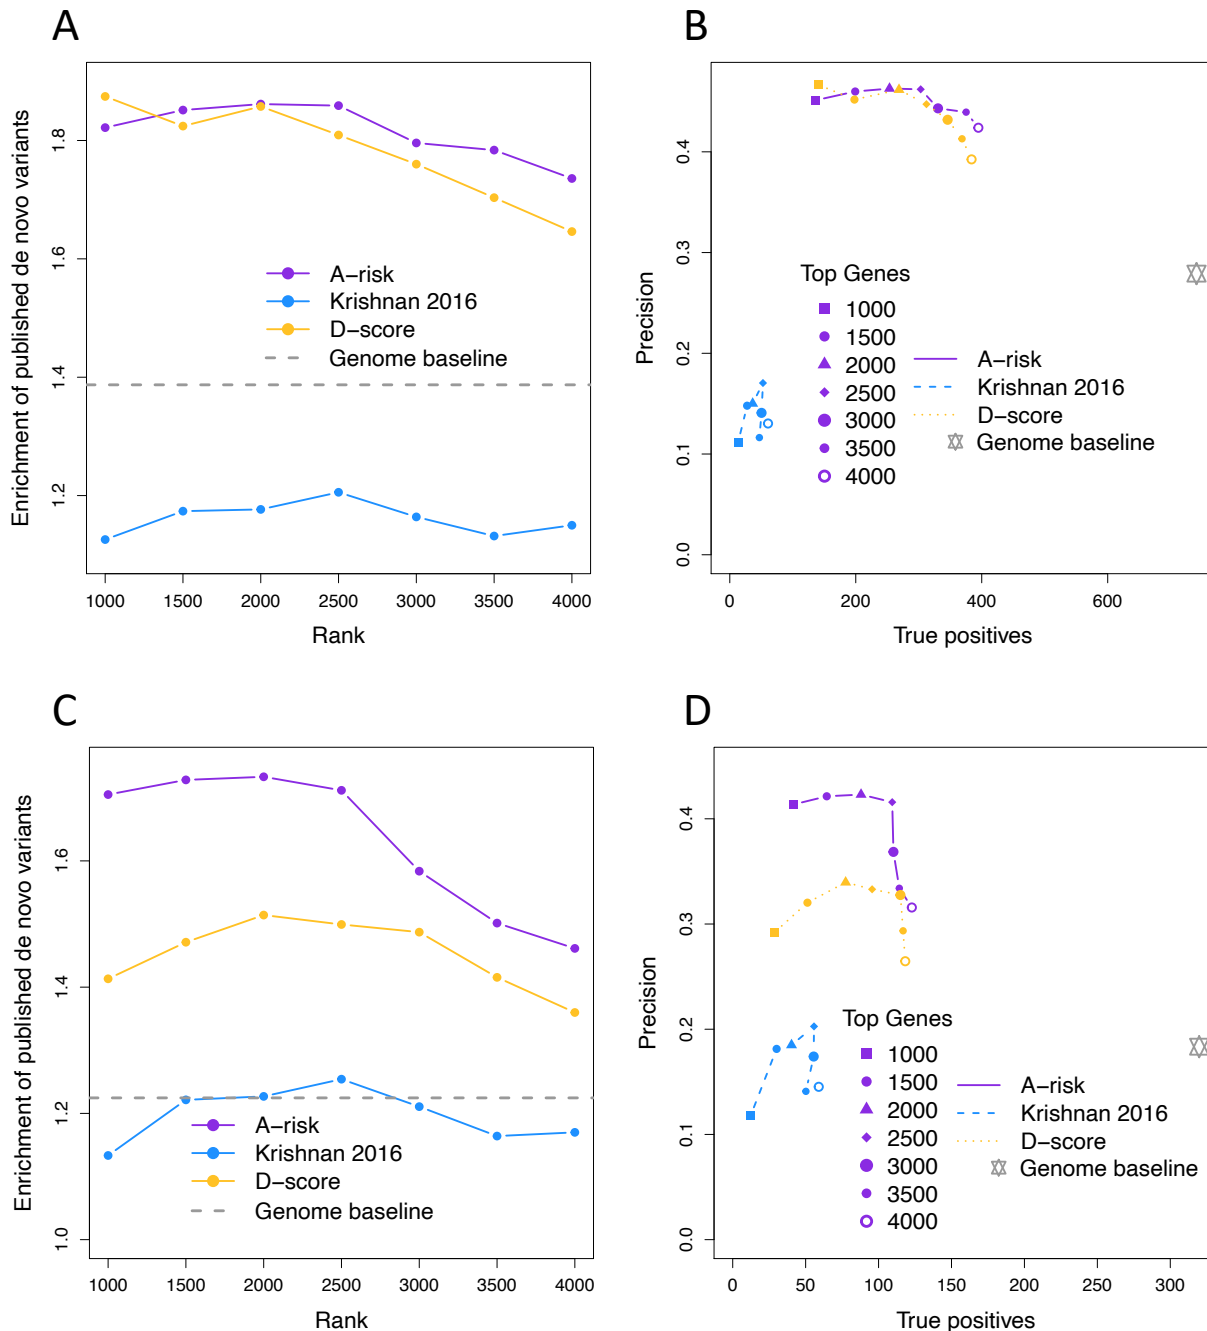 A
Enrichment of published de novo variants
1.8
1.6
1.4
1.2
A−risk
Krishnan 2016
D−score
Genome baseline
1000 1500 2000 2500 3000 3500 4000
Rank
B
Precision
0.4
0.3
0.2
0.1
0.0
Top Genes
1000
1500
2000
2500
3000
3500
4000
A−risk
Krishnan 2016
D−score
Genome baseline
0 200 400 600
True positives
C
Enrichment of published de novo variants
1.6
1.4
1.2
1.0
A−risk
Krishnan 2016
D−score
Genome baseline
1000 1500 2000 2500 3000 3500 4000
Rank
D
Precision
0.4
0.3
0.2
0.1
0.0
Top Genes
1000
1500
2000
2500
3000
3500
4000
A−risk
Krishnan 2016
D−score
Genome baseline
0 50 100 150 200 250 300
True positives